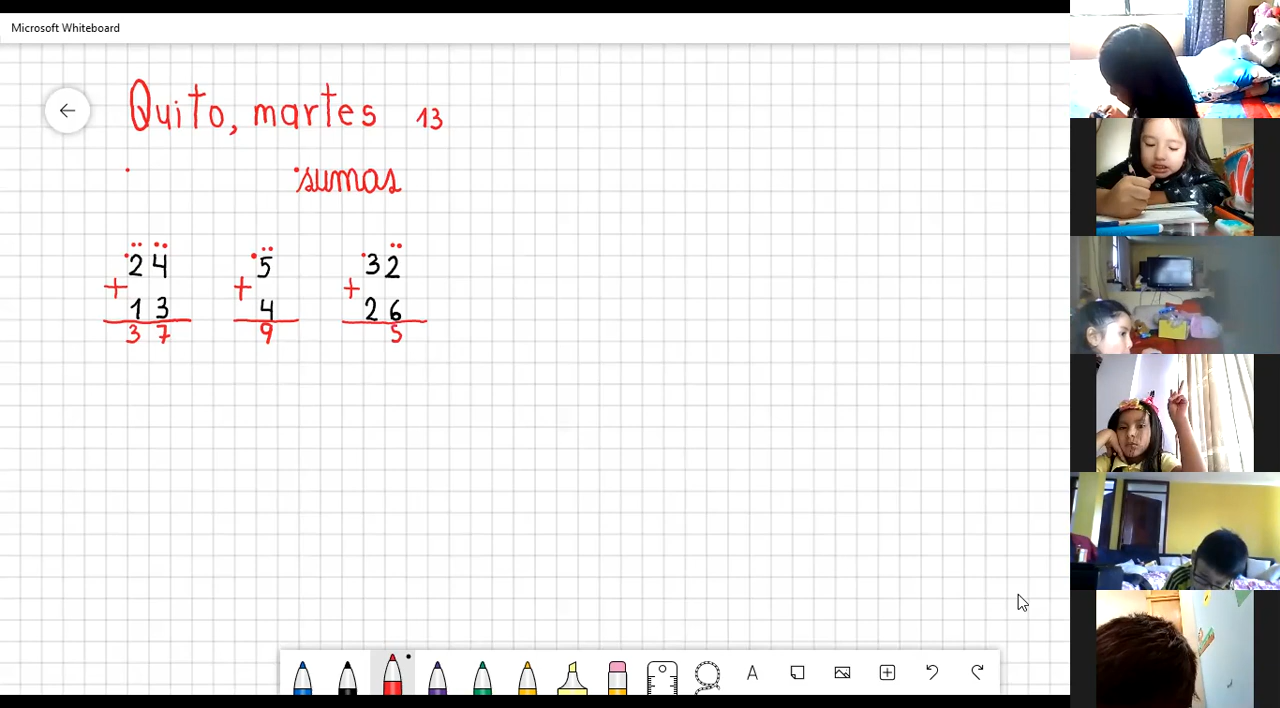 Microsoft Whiteboard
Quito, martes 13
sumas
24 5 32
+ + +
13 4 26
37 9 5
A